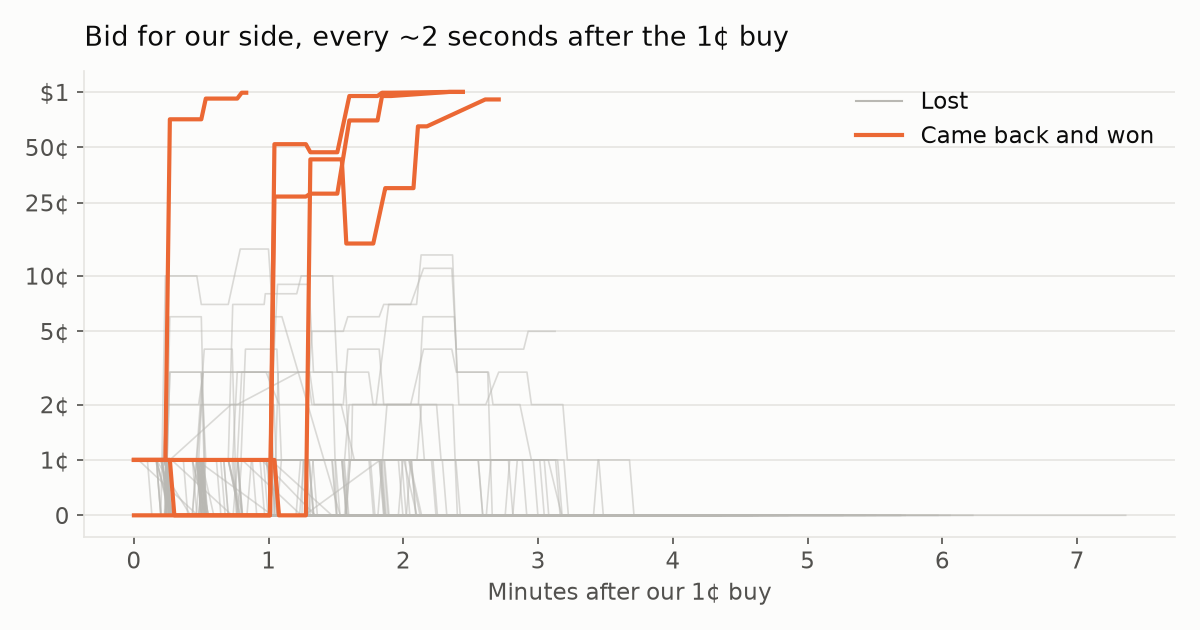 Bid for our side, every ~2 seconds after the 1¢ buy
$1
50¢
25¢
10¢
5¢
2¢
1¢
0
Lost
Came back and won
0 1 2 3 4 5 6 7
Minutes after our 1¢ buy